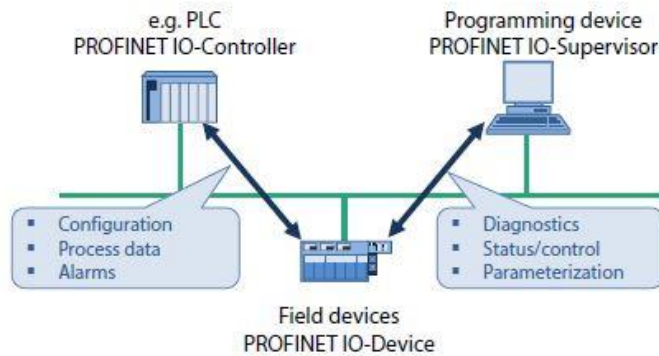 e.g. PLC
PROFINET IO-Controller
Programming device
PROFINET IO-Supervisor
▪ Configuration
▪ Process data
▪ Alarms
▪ Diagnostics
▪ Status/control
▪ Parameterization
Field devices
PROFINET IO-Device